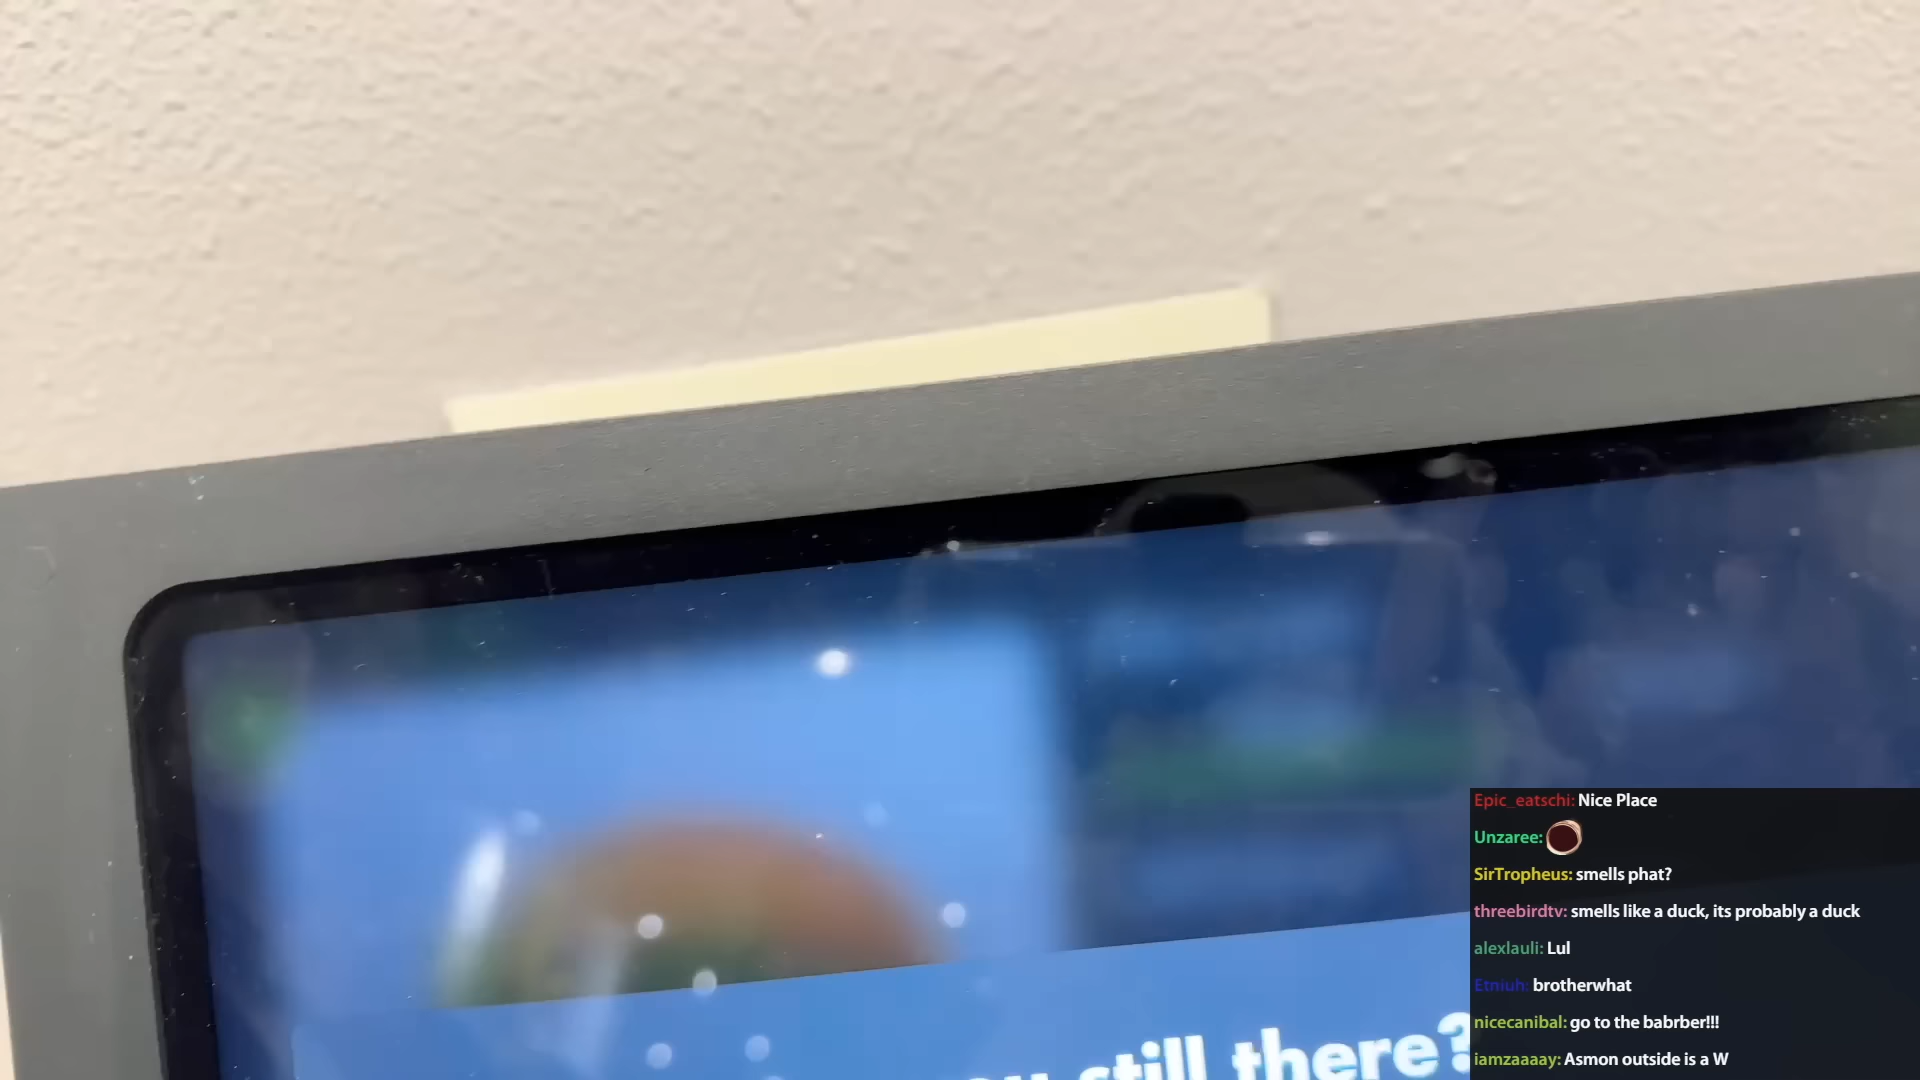 still there?
Epic_eatschi: Nice Place
Unzaree:
SirTropheus: smells phat?
threebirdtv: smells like a duck, its probably a duck
alexlauli: Lul
Etniuh: brotherwhat
nicecanibal: go to the babrber!!!
iamzaaaay: Asmon outside is a W